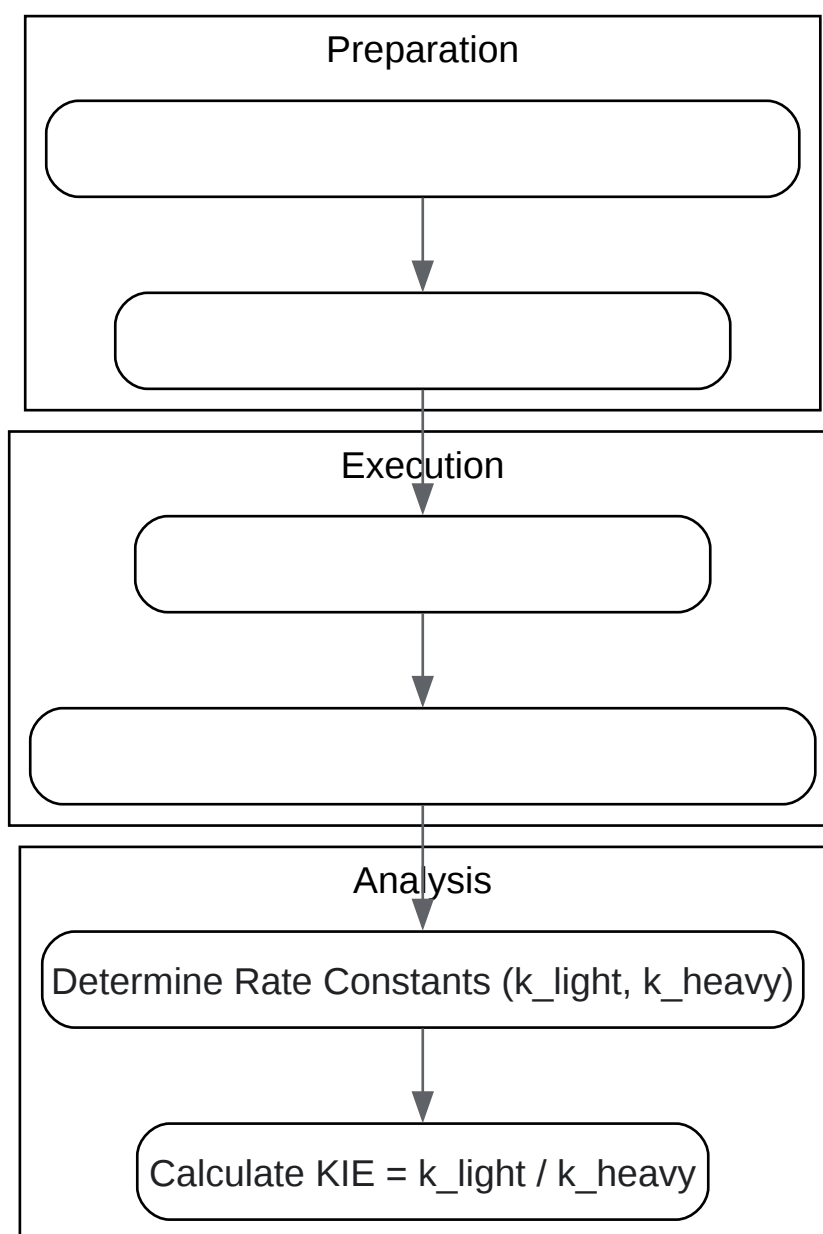 Preparation
Execution
Analysis
Determine Rate Constants (k_light, k_heavy)
Calculate KIE = k_light / k_heavy